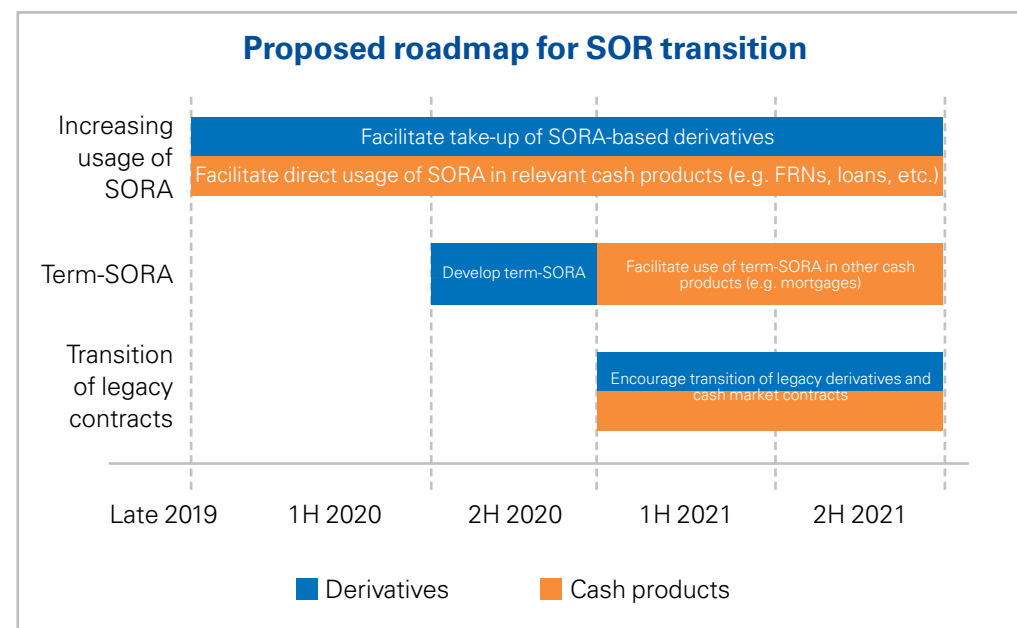 Proposed roadmap for SOR transition
Increasing
usage of
SORA
Facilitate take-up of SORA-based derivatives
Facilitate direct usage of SORA in relevant cash products (e.g. FRNs, loans, etc.)
Term-SORA
Develop term-SORA
Facilitate use of term-SORA in other cash
products (e.g. mortgages)
Transition
of legacy
contracts
Encourage transition of legacy derivatives and
cash market contracts
Late 2019
1H 2020
2H 2020
1H 2021
2H 2021
Derivatives
Cash products